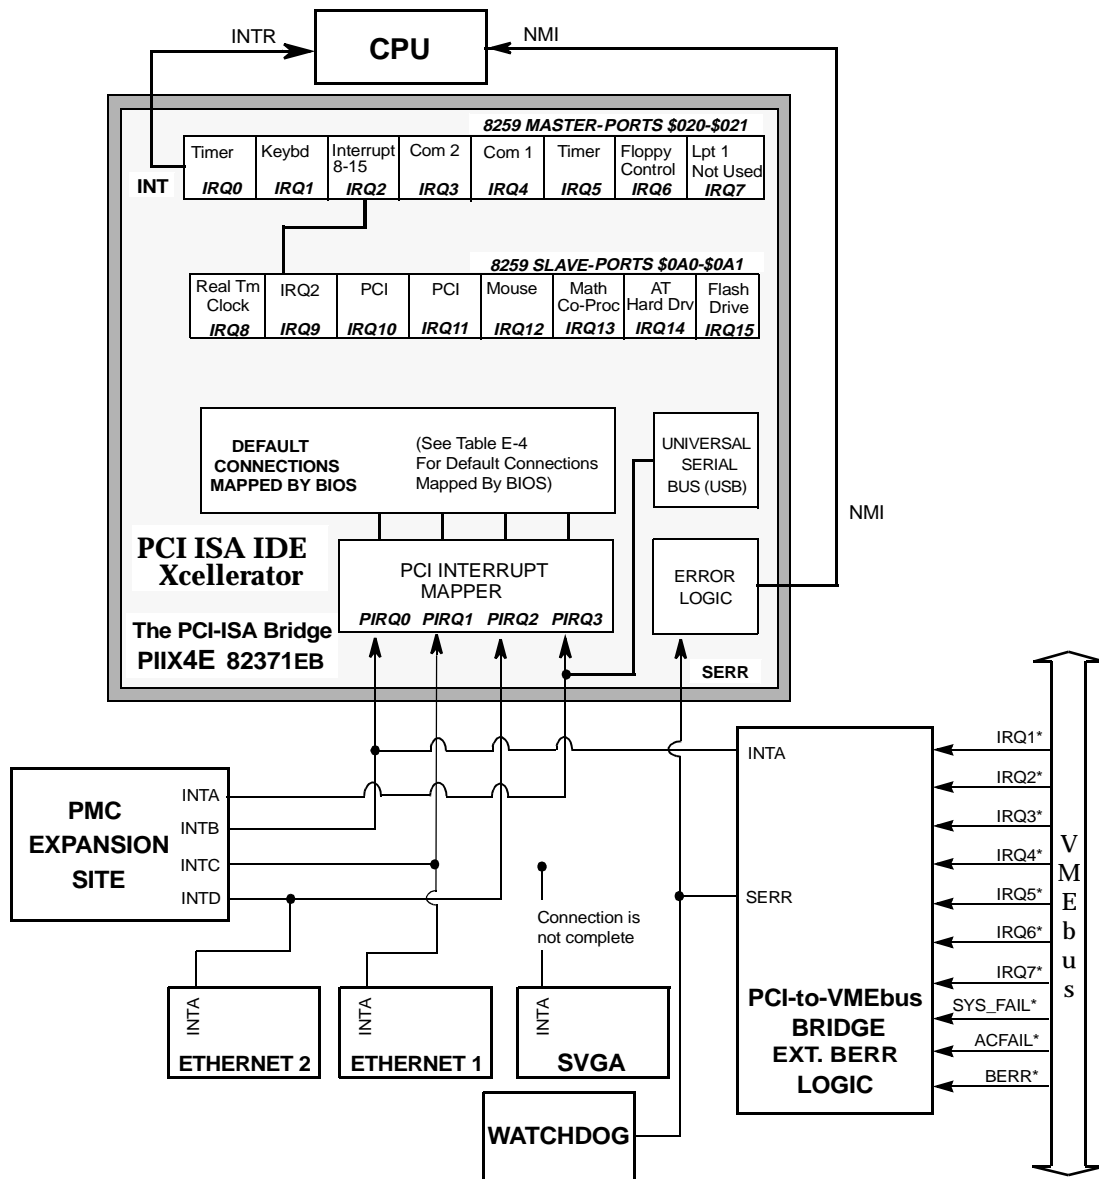 INTR
CPU
NMI
8259 MASTER-PORTS $020-$021
Timer
IRQ0
Keybd
IRQ1
Interrupt
8-15
IRQ2
Com 2
IRQ3
Com 1
IRQ4
Timer
IRQ5
Floppy
Control
IRQ6
Lpt 1
Not Used
IRQ7
INT
8259 SLAVE-PORTS $0A0-$0A1
Real Tm
Clock
IRQ8
IRQ2
IRQ9
PCI
IRQ10
PCI
IRQ11
Mouse
IRQ12
Math
Co-Proc
IRQ13
AT
Hard Drv
IRQ14
Flash
Drive
IRQ15
DEFAULT
CONNECTIONS
MAPPED BY BIOS
(See Table E-4
For Default Connections
Mapped By BIOS)
UNIVERSAL
SERIAL
BUS (USB)
NMI
PCI ISA IDE
Xcellerator
PCI INTERRUPT
MAPPER
PIRQ0 PIRQ1 PIRQ2 PIRQ3
ERROR
LOGIC
The PCI-ISA Bridge
PIIX4E 82371EB
SERR
PMC
EXPANSION
SITE
INTA
INTB
INTC
INTD
Connection is
not complete
INTA
ETHERNET 2
INTA
ETHERNET 1
INTA
SVGA
WATCHDOG
INTA
SERR
PCI-to-VMEbus
BRIDGE
EXT. BERR
LOGIC
IRQ1*
IRQ2*
IRQ3*
IRQ4*
IRQ5*
IRQ6*
IRQ7*
SYS_FAIL*
ACFAIL*
BERR*
VMEbus